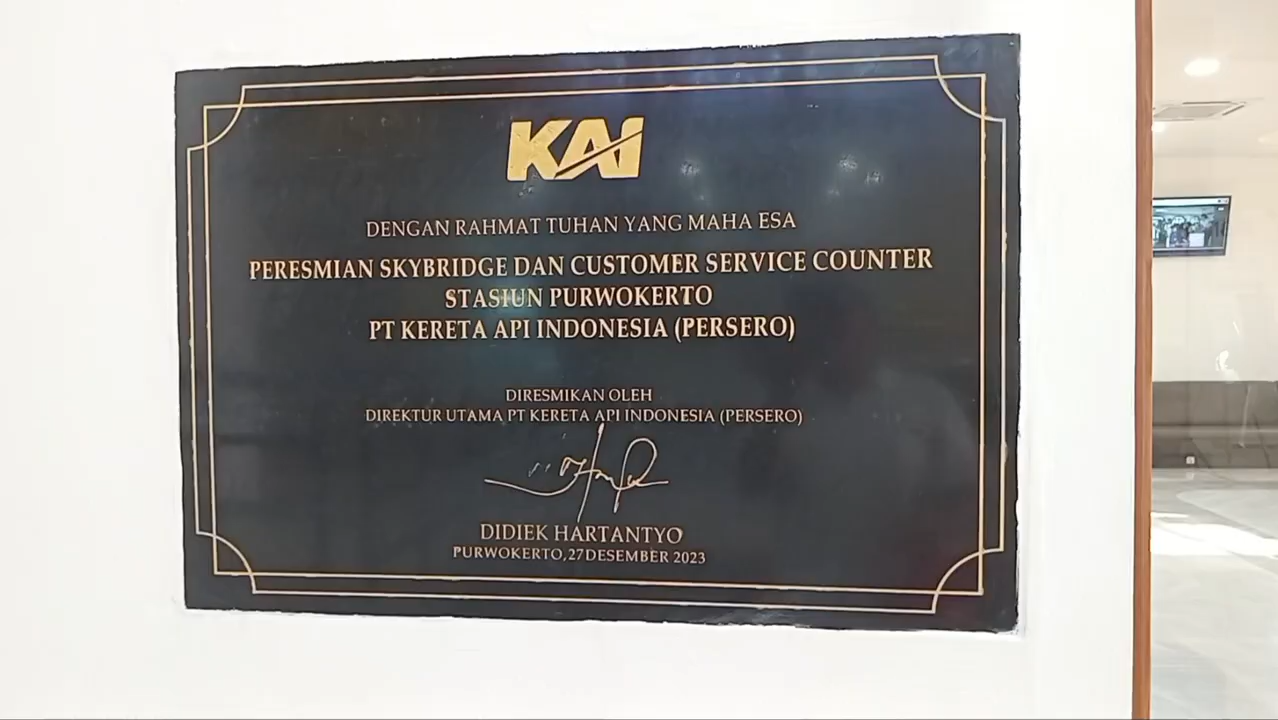 KAI
DENGAN RAHMAT TUHAN YANG MAHA ESA
PERESMIAN SKYBRIDGE DAN CUSTOMER SERVICE COUNTER
STASIUN PURWOKERTO
PT KERETA API INDONESIA (PERSERO)
DIRESMIKAN OLEH
DIREKTUR UTAMA PT KERETA API INDONESIA (PERSERO)
DIDIEK HARTANTYO
PURWOKERTO, 27 DESEMBER 2023